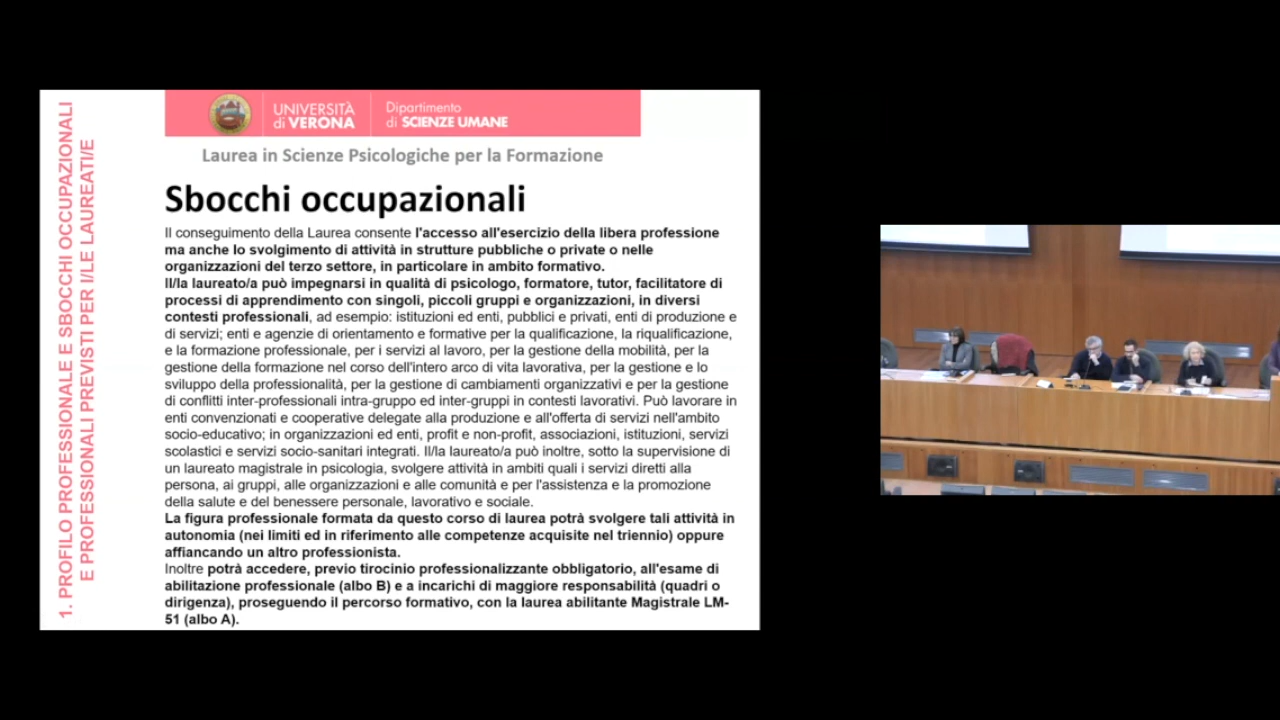 1. PROFILO PROFESSIONALE E SBOCCHI OCCUPAZIONALI
E PROFESSIONALI PREVISTI PER I/LE LAUREATI/E
UNIVERSITÀ
di VERONA
Dipartimento
di SCIENZE UMANE
Laurea in Scienze Psicologiche per la Formazione
Sbocchi occupazionali
Il conseguimento della Laurea consente l'accesso all'esercizio della libera professione
ma anche lo svolgimento di attività in strutture pubbliche o private o nelle
organizzazioni del terzo settore, in particolare in ambito formativo.
Il/la laureato/a può impegnarsi in qualità di psicologo, formatore, tutor, facilitatore di
processi di apprendimento con singoli, piccoli gruppi e organizzazioni, in diversi
contesti professionali, ad esempio: istituzioni ed enti, pubblici e privati, enti di produzione e
di servizi; enti e agenzie di orientamento e formative per la qualificazione, la riqualificazione,
e la formazione professionale, per i servizi al lavoro, per la gestione della mobilità, per la
gestione della formazione nel corso dell'intero arco di vita lavorativa, per la gestione e lo
sviluppo della professionalità, per la gestione di cambiamenti organizzativi e per la gestione
di conflitti inter-professionali intra-gruppo ed inter-gruppi in contesti lavorativi. Può lavorare in
enti convenzionati e cooperative delegate alla produzione e all'offerta di servizi nell'ambito
socio-educativo; in organizzazioni ed enti, profit e non-profit, associazioni, istituzioni, servizi
scolastici e servizi socio-sanitari integrati. Il/la laureato/a può inoltre, sotto la supervisione di
un laureato magistrale in psicologia, svolgere attività in ambiti quali i servizi diretti alla
persona, ai gruppi, alle organizzazioni e alle comunità e per l'assistenza e la promozione
della salute e del benessere personale, lavorativo e sociale.
La figura professionale formata da questo corso di laurea potrà svolgere tali attività in
autonomia (nei limiti ed in riferimento alle competenze acquisite nel triennio) oppure
affiancando un altro professionista.
Inoltre potrà accedere, previo tirocinio professionalizzante obbligatorio, all'esame di
abilitazione professionale (albo B) e a incarichi di maggiore responsabilità (quadri o
dirigenza), proseguendo il percorso formativo, con la laurea abilitante Magistrale LM-
51 (albo A).